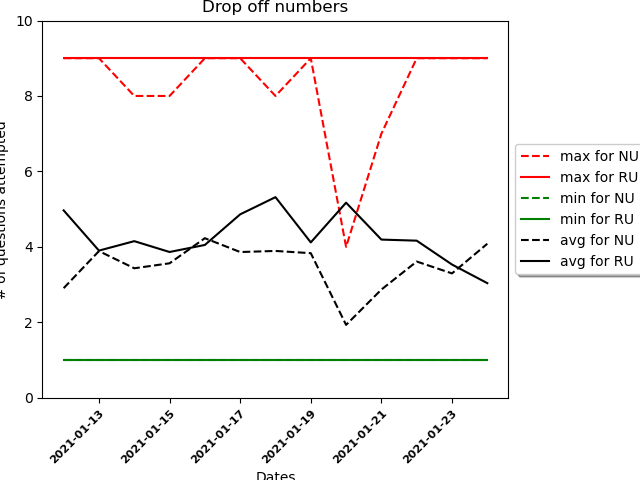 Drop off numbers
10
8
6
4
2
0
# of questions attempted
2021-01-13
2021-01-15
2021-01-17
2021-01-19
2021-01-21
2021-01-23
Dates
max for NU
max for RU
min for NU
min for RU
avg for NU
avg for RU